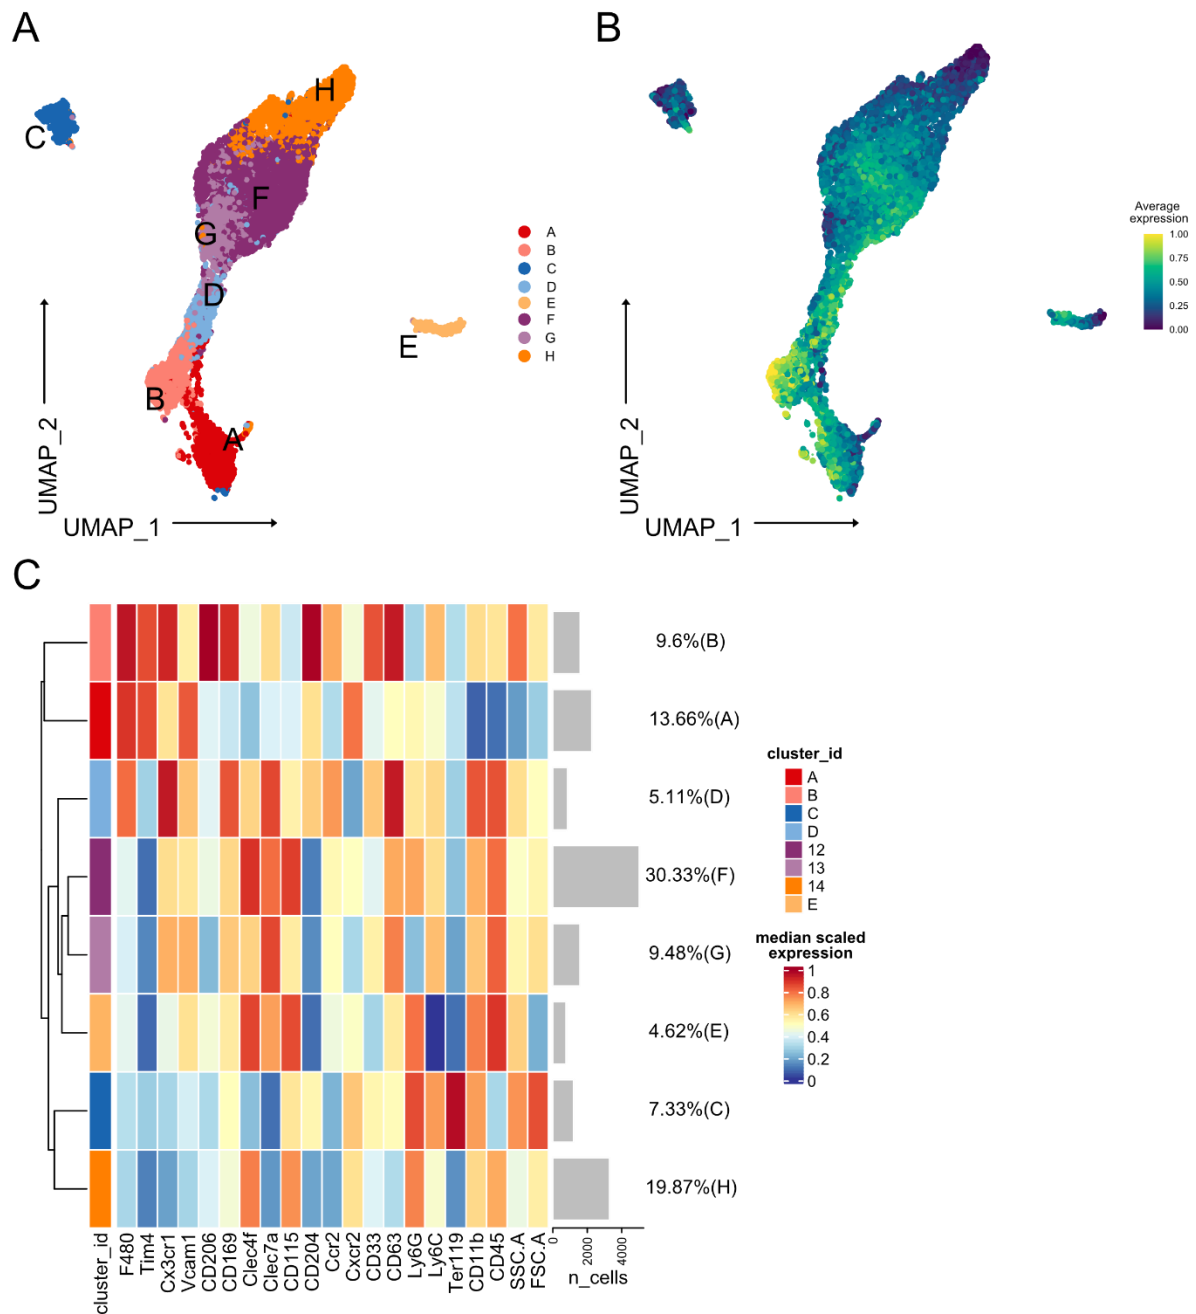 A
B
H
C
F
G
D
E
B
A
UMAP_2
UMAP_1
A
B
C
D
E
F
G
H
Average
expression
1.00
0.75
0.50
0.25
0.00
UMAP_2
UMAP_1
C
9.6%(B)
13.66%(A)
5.11%(D)
30.33%(F)
9.48%(G)
4.62%(E)
7.33%(C)
19.87%(H)
cluster_id
A
B
C
D
12
13
14
E
median scaled
expression
1
0.8
0.6
0.4
0.2
0
cluster_id
F480
Tim4
Cx3cr1
Vcam1
CD206
CD169
Clec4f
Clec7a
CD115
CD204
Ccr2
Cxcr2
CD33
CD63
Ly6G
Ly6C
Ter119
CD11b
CD45
SSC.A
FSC.A
0
2000
4000
n_cells